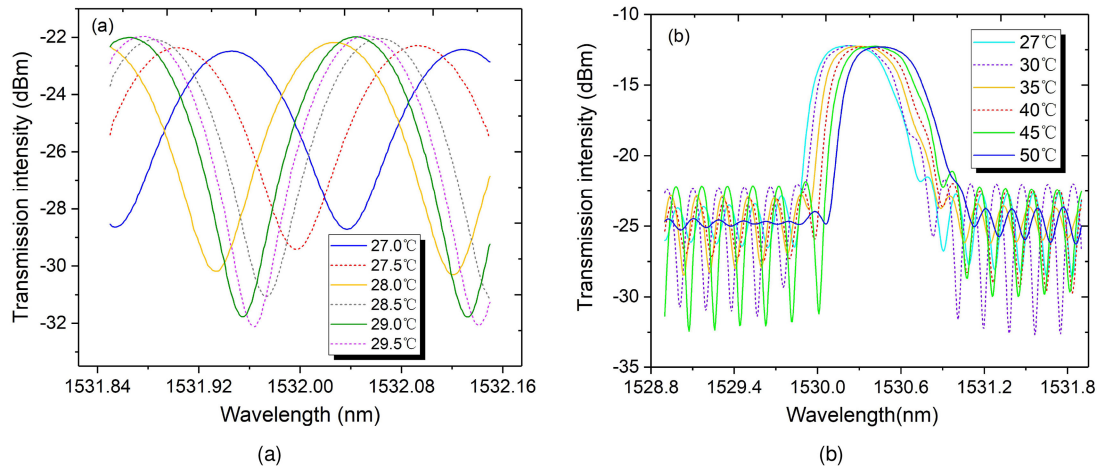 (a)
Transmission intensity (dBm)
-22
-24
-26
-28
-30
-32
27.0℃
27.5℃
28.0℃
28.5℃
29.0℃
29.5℃
1531.84 1531.92 1532.00 1532.08 1532.16
Wavelength (nm)
(a)
(b)
Transmission intensity (dBm)
-10
-15
-20
-25
-30
-35
27℃
30℃
35℃
40℃
45℃
50℃
1528.8 1529.4 1530.0 1530.6 1531.2 1531.8
Wavelength(nm)
(b)